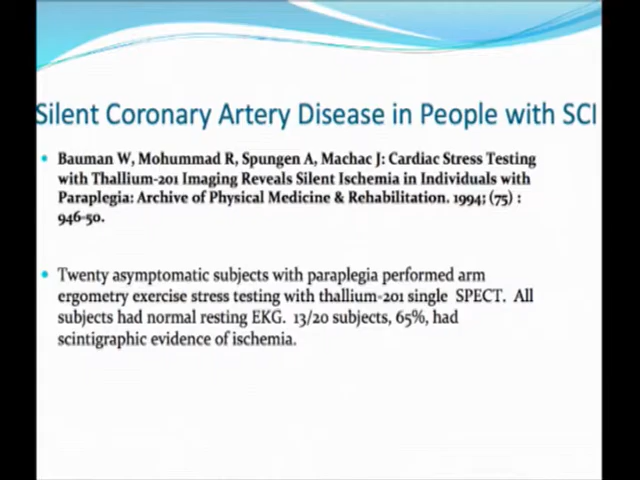 Silent Coronary Artery Disease in People with SCI
Bauman W, Mohummad R, Spungen A, Machac J: Cardiac Stress Testing
with Thallium-201 Imaging Reveals Silent Ischemia in Individuals with
Paraplegia: Archive of Physical Medicine & Rehabilitation. 1994; (75) :
946-50.
Twenty asymptomatic subjects with paraplegia performed arm
ergometry exercise stress testing with thallium-201 single SPECT. All
subjects had normal resting EKG. 13/20 subjects, 65%, had
scintigraphic evidence of ischemia.